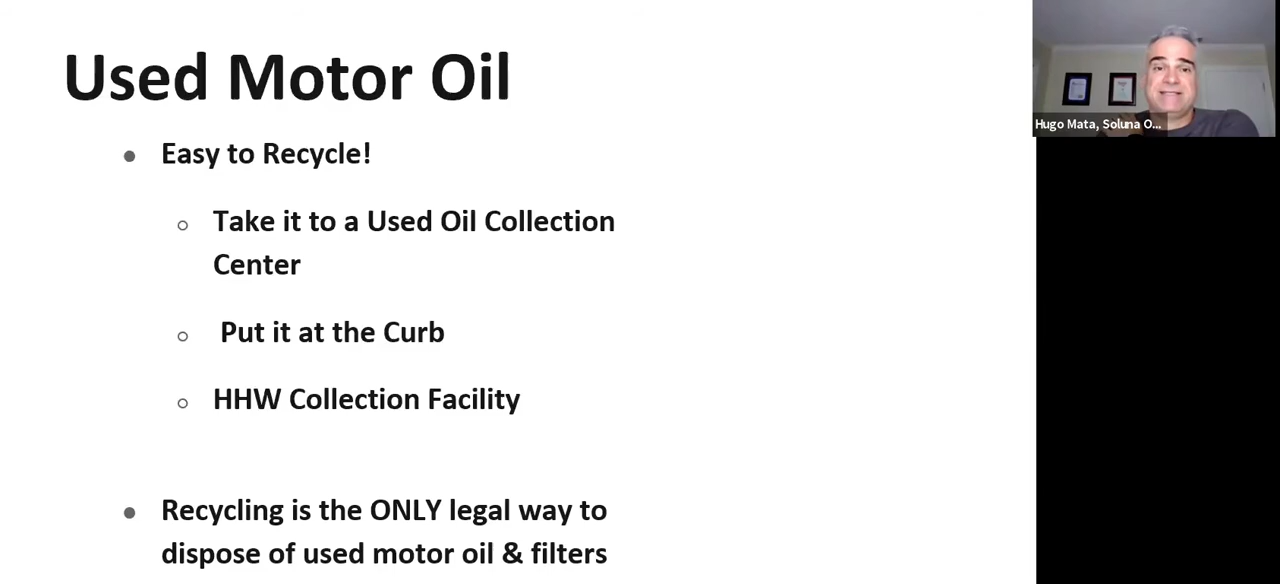 Used Motor Oil
Easy to Recycle!
Take it to a Used Oil Collection
Center
Put it at the Curb
HHW Collection Facility
Recycling is the ONLY legal way to
dispose of used motor oil & filters
Hugo Mata, Soluna O...